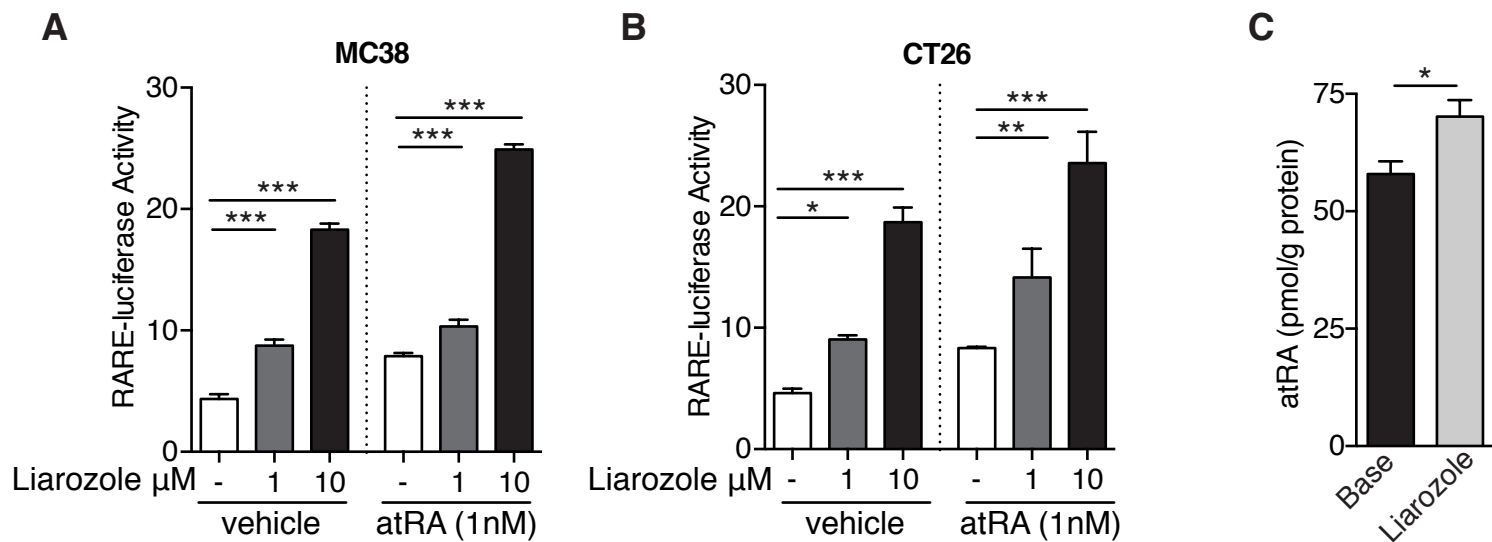 A
MC38
RARE-luciferase Activity
30
20
10
0
***
***
***
***
Liarozole μM - 1 10 - 1 10
vehicle atRA (1nM)
B
CT26
RARE-luciferase Activity
30
20
10
0
***
*
***
**
Liarozole μM - 1 10 - 1 10
vehicle atRA (1nM)
C
atRA (pmol/g protein)
75
50
25
0
*
Base
Liarozole